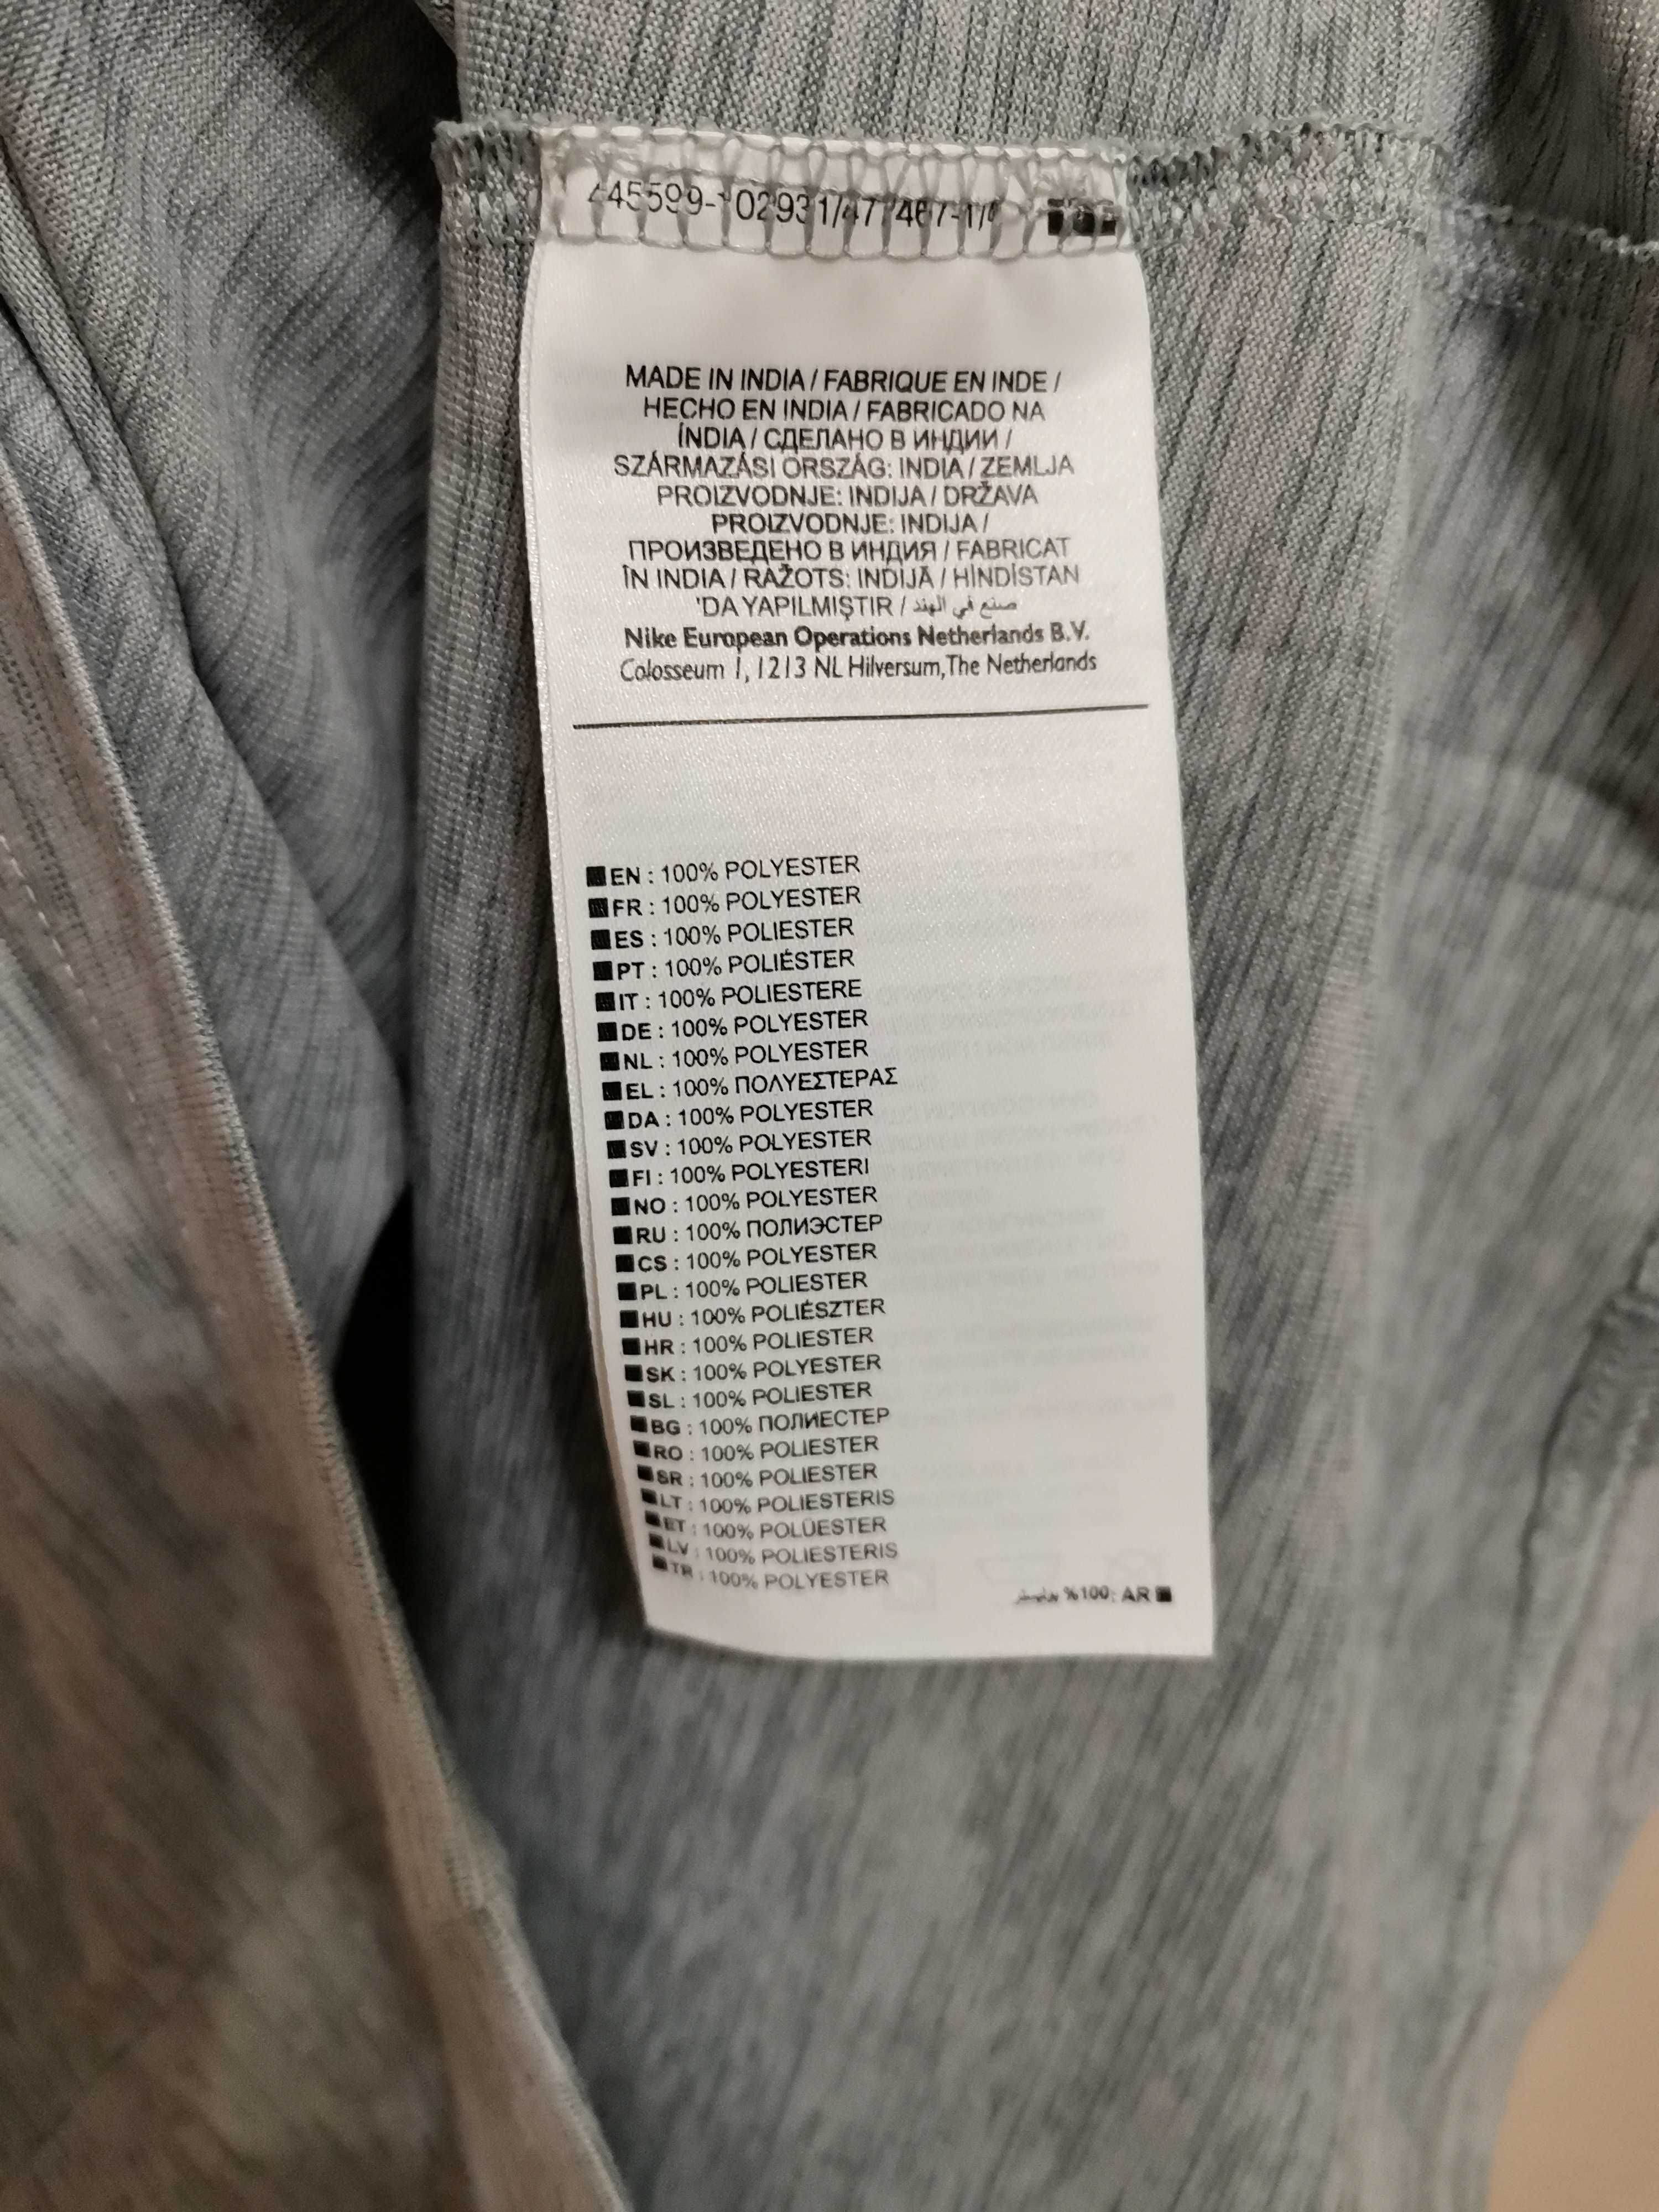 MADE IN INDIA / FABRIQUE EN INDE /
HECHO EN INDIA / FABRICADO NA
ÍNDIA / СДЕЛАНО В ИНДИИ /
SZÁRMAZÁSI ORSZÁG: INDIA / ZEMLJA
PROIZVODNJE: INDIJA / DRŽAVA
PROIZVODNJE: INDIJA /
ПРОИЗВЕДЕНО В ИНДИЯ / FABRICAT
ÎN INDIA / RAŽOTS: INDIJĀ / HİNDİSTAN
'DA YAPILMIŞTIR / صنع في الهند
Nike European Operations Netherlands B.V.
Colosseum 1, 1213 NL Hilversum, The Netherlands
EN : 100% POLYESTER
FR : 100% POLYESTER
ES : 100% POLIESTER
PT : 100% POLIÉSTER
IT : 100% POLIESTERE
DE : 100% POLYESTER
NL : 100% POLYESTER
EL : 100% ΠΟΛΥΕΣΤΕΡΑΣ
DA : 100% POLYESTER
SV : 100% POLYESTER
FI : 100% POLYESTERI
NO : 100% POLYESTER
RU : 100% ПОЛИЭСТЕР
CS : 100% POLYESTER
PL : 100% POLIESTER
HU : 100% POLIÉSZTER
HR : 100% POLIESTER
SK : 100% POLYESTER
SL : 100% POLIESTER
BG : 100% ПОЛИЕСТЕР
RO : 100% POLIESTER
SR : 100% POLIESTER
LT : 100% POLIESTERIS
ET : 100% POLÜESTER
LV : 100% POLIESTERIS
TR : 100% POLYESTER
AR :100%